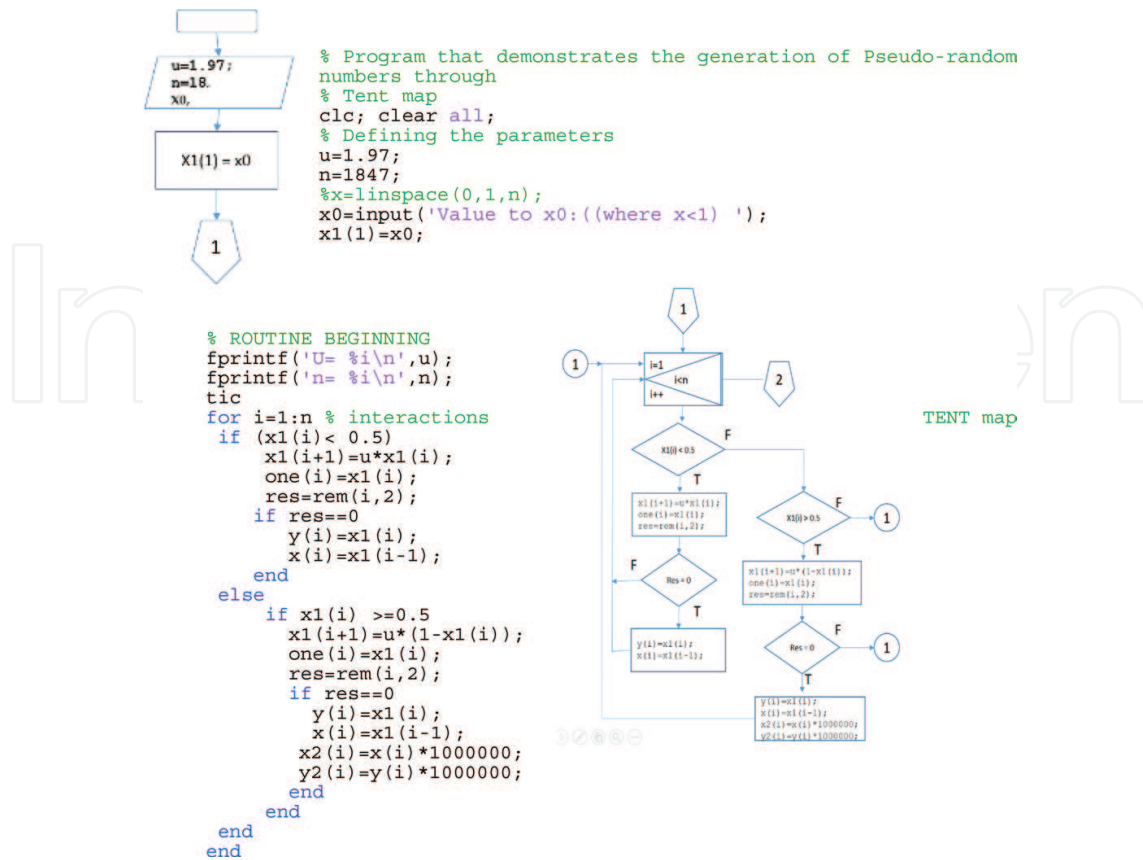 u=1.97;
n=18.
X0,
X1(1) = x0
1
% Program that demonstrates the generation of Pseudo-random
numbers through
% Tent map
clc; clear all;
% Defining the parameters
u=1.97;
n=1847;
%x=linspace(0,1,n);
x0=input('Value to x0:((where x<1) ');
x1(1)=x0;
% ROUTINE BEGINNING
fprintf('U= %i\n',u);
fprintf('n= %i\n',n);
tic
for i=1:n % interactions
TENT map
if (x1(i)< 0.5)
x1(i+1)=u*x1(i);
one(i)=x1(i);
res=rem(i,2);
if res==0
y(i)=x1(i);
x(i)=x1(i-1);
end
else
if x1(i) >=0.5
x1(i+1)=u*(1-x1(i));
one(i)=x1(i);
res=rem(i,2);
if res==0
y(i)=x1(i);
x(i)=x1(i-1);
x2(i)=x(i)*1000000;
y2(i)=y(i)*1000000;
end
end
end
end
1
1
i=1
i<n
i++
2
X1(i) < 0.5
F
T
x1(i+1)=u*x1(i);
one(i)=x1(i);
res=rem(i,2);
X1(i) > 0.5
F
1
T
F
Res = 0
T
x1(i+1)=u*(1-x1(i));
one(i)=x1(i);
res=rem(i,2);
y(i)=x1(i);
x(i)=x1(i-1);
Res = 0
F
1
T
y(i)=x1(i);
x(i)=x1(i-1);
x2(i)=x(i)*1000000;
y2(i)=y(i)*1000000;